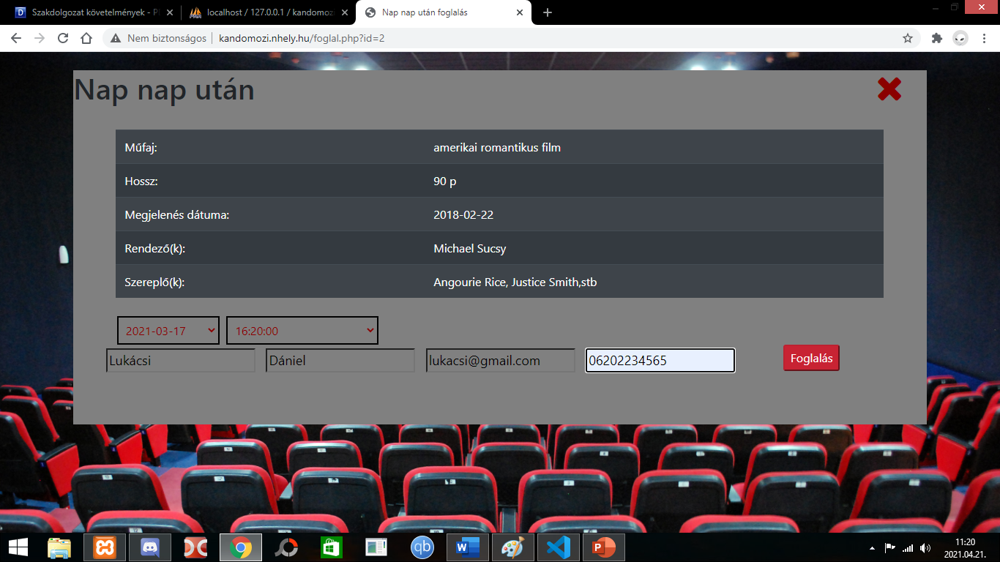 Szakdolgozat követelmények - P
localhost / 127.0.0.1 / kandomozi
Nap nap után foglalás
Nem biztonságos
kandomozi.nhely.hu/foglal.php?id=2
Nap nap után
Műfaj: amerikai romantikus film
Hossz: 90 p
Megjelenés dátuma: 2018-02-22
Rendező(k): Michael Sucsy
Szereplő(k): Angourie Rice, Justice Smith,stb
2021-03-17 16:20:00
Lukácsi Dániel lukacsi@gmail.com 06202234565 Foglalás
11:20
2021.04.21.